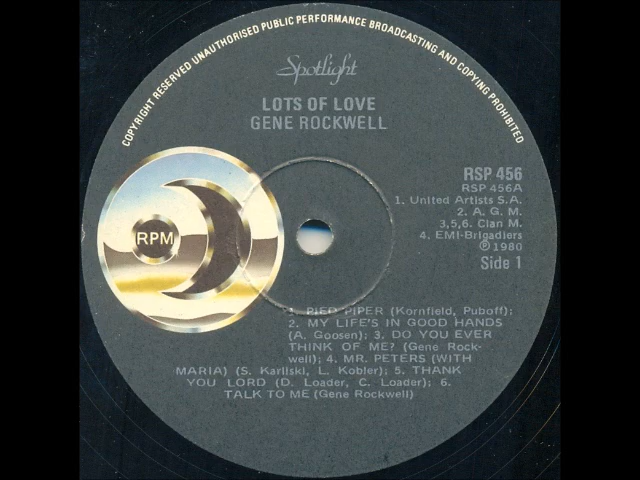 COPYRIGHT RESERVED UNAUTHORISED PUBLIC PERFORMANCE BROADCASTING AND COPYING PROHIBITED
Spotlight
LOTS OF LOVE
GENE ROCKWELL
RPM
RSP 456
RSP 456A
1. United Artists S.A.
2. A.G.M.
3,5,6. Clan M.
4. EMI-Brigadiers
℗ 1980
Side 1
1. PIED PIPER (Kornfield, Puboff);
2. MY LIFE'S IN GOOD HANDS
(A. Goosen); 3. DO YOU EVER
THINK OF ME? (Gene Rock-
well); 4. MR. PETERS (WITH
MARIA) (S. Karliski, L. Kobler); 5. THANK
YOU LORD (D. Loader, C. Loader); 6.
TALK TO ME (Gene Rockwell)